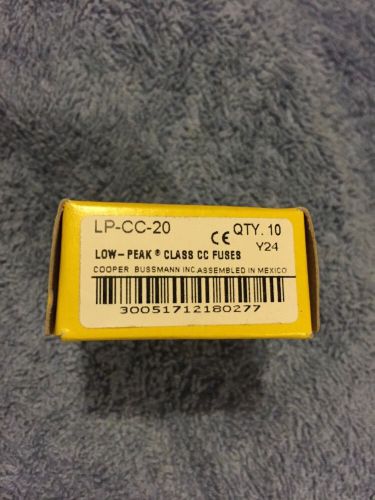 LP-CC-20
CE QTY. 10
Y24
LOW-PEAK® CLASS CC FUSES
COOPER BUSSMANN INC. ASSEMBLED IN MEXICO
30051712180277